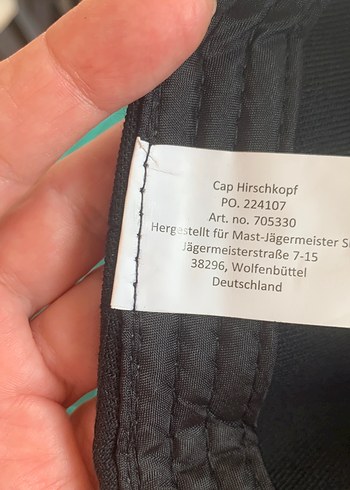 Cap Hirschkopf
PO. 224107
Art. no. 705330
Hergestellt für Mast-Jägermeister S
Jägermeisterstraße 7-15
38296, Wolfenbüttel
Deutschland